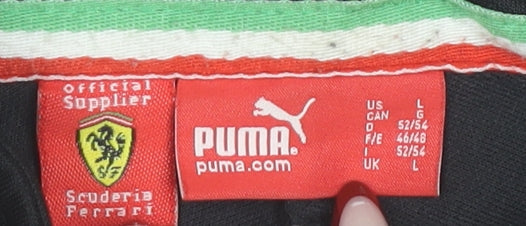 Official
Supplier
Scuderia
Ferrari
PUMA®
puma.com
US L
CAN G
D 52/54
F/E 46/48
I 52/54
UK L